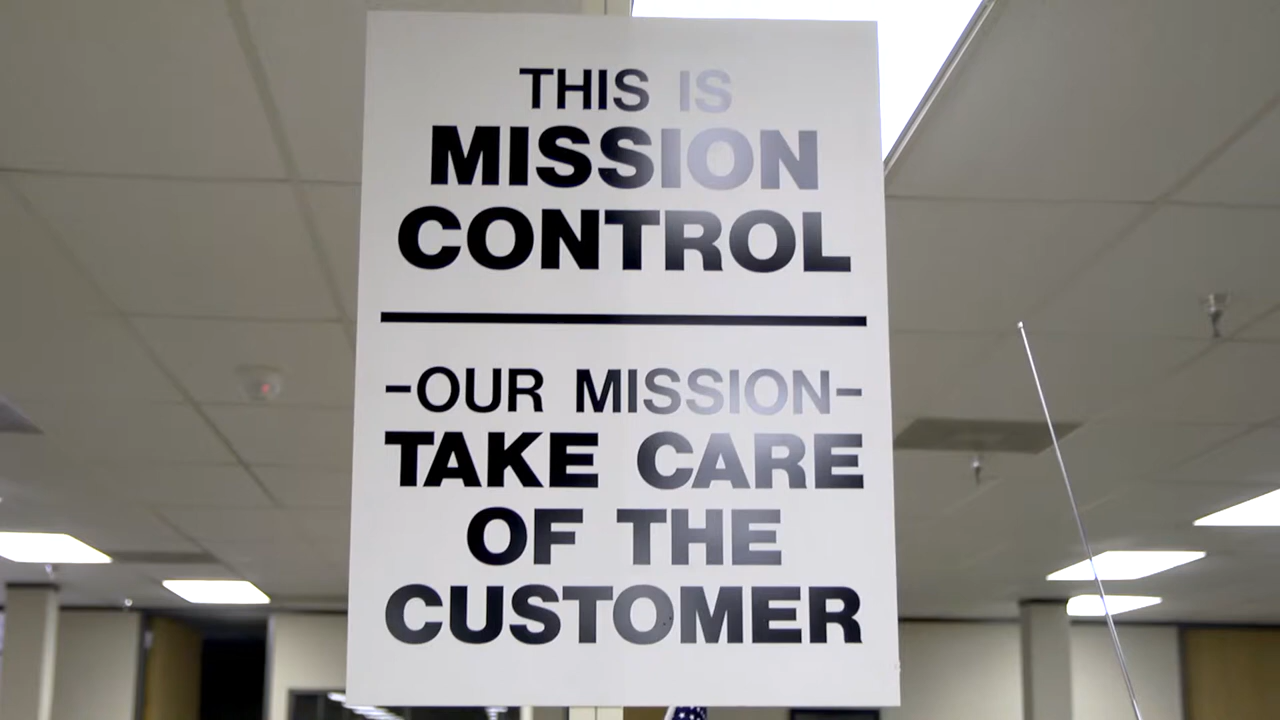 THIS IS
MISSION
CONTROL
-OUR MISSION-
TAKE CARE
OF THE
CUSTOMER